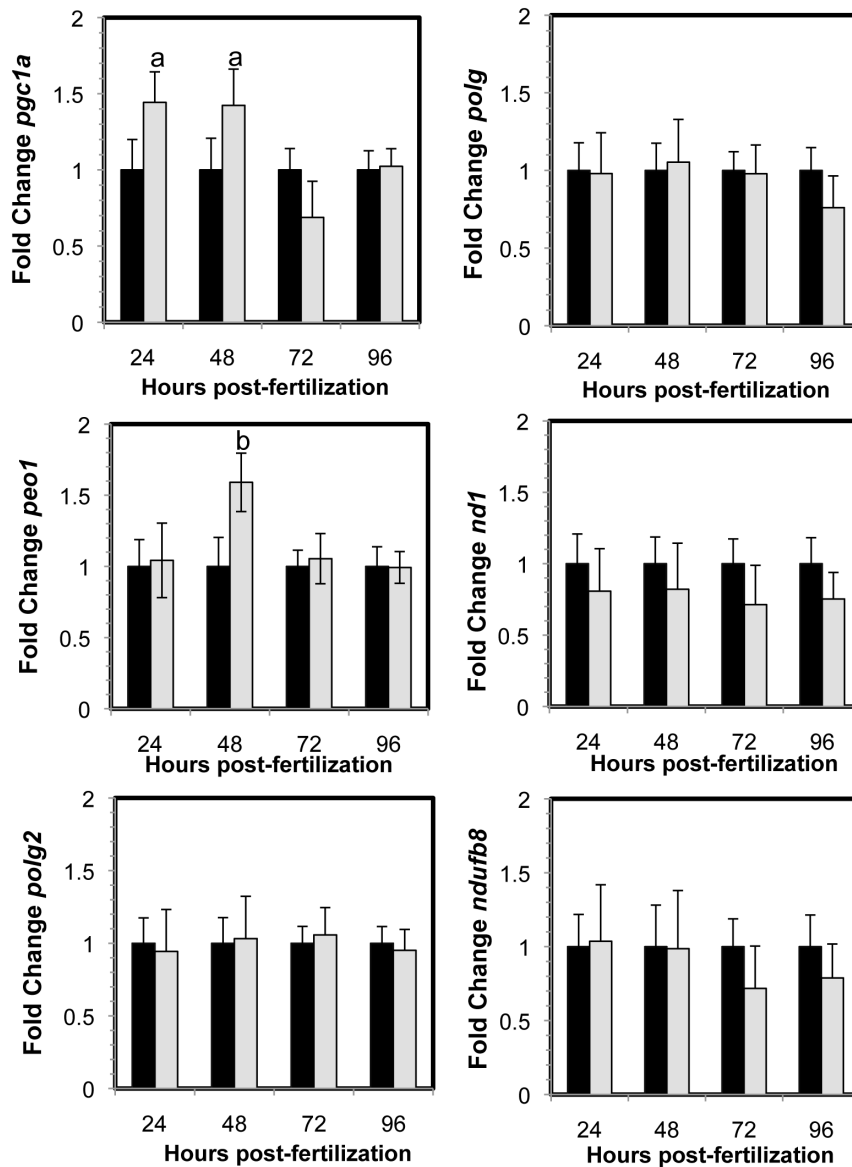 Fold Change pgc1a
2
1.5
1
0.5
0
a
a
24 48 72 96
Hours post-fertilization
Fold Change polg
2
1.5
1
0.5
0
24 48 72 96
Hours post-fertilization
Fold Change peo1
2
1.5
1
0.5
0
b
24 48 72 96
Hours post-fertilization
Fold Change nd1
2
1.5
1
0.5
0
24 48 72 96
Hours post-fertilization
Fold Change polg2
2
1.5
1
0.5
0
24 48 72 96
Hours post-fertilization
Fold Change ndufb8
2
1.5
1
0.5
0
24 48 72 96
Hours post-fertilization